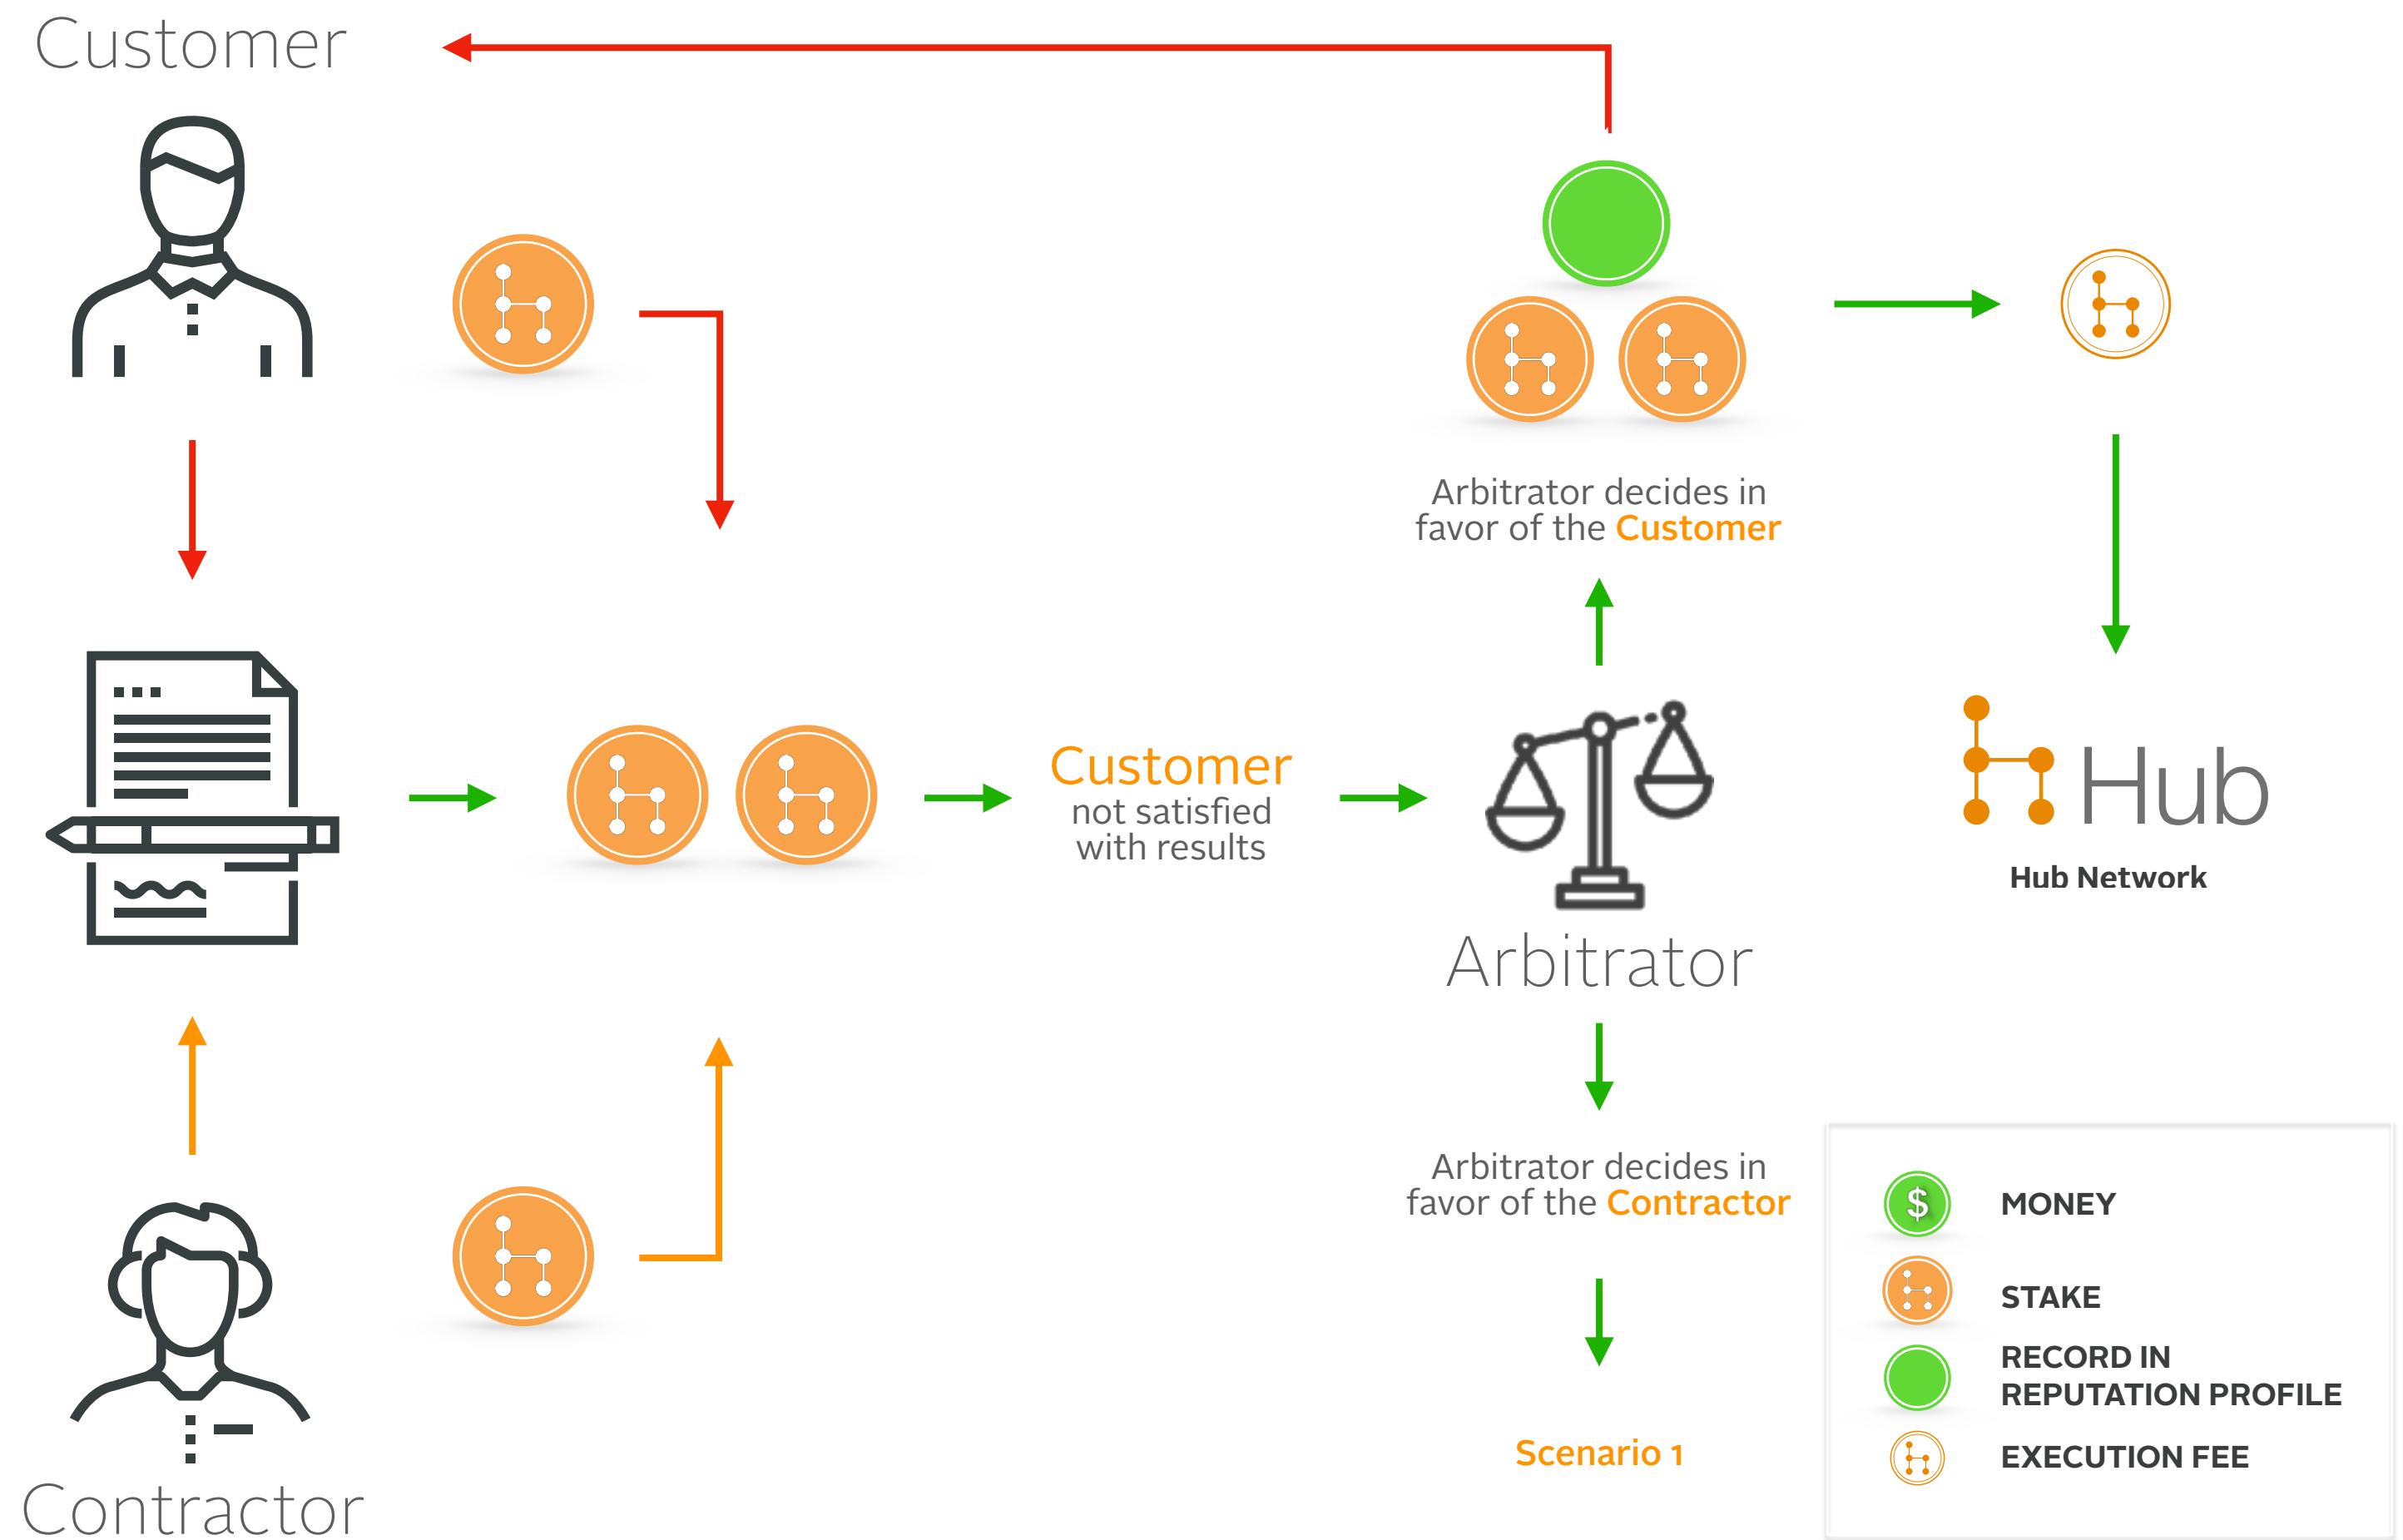 Customer
Arbitrator decides in
favor of the Customer
Customer
not satisfied
with results
Hub
Hub Network
Arbitrator
Arbitrator decides in
favor of the Contractor
Scenario 1
Contractor
$
MONEY
STAKE
RECORD IN
REPUTATION PROFILE
EXECUTION FEE